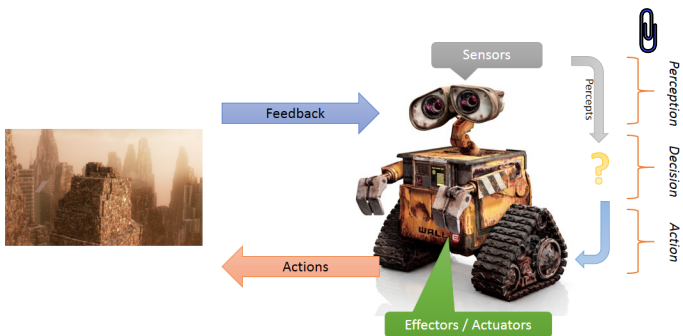 Sensors
Percepts
Perception
Feedback
Decision
Action
WALL•E
Actions
Effectors / Actuators